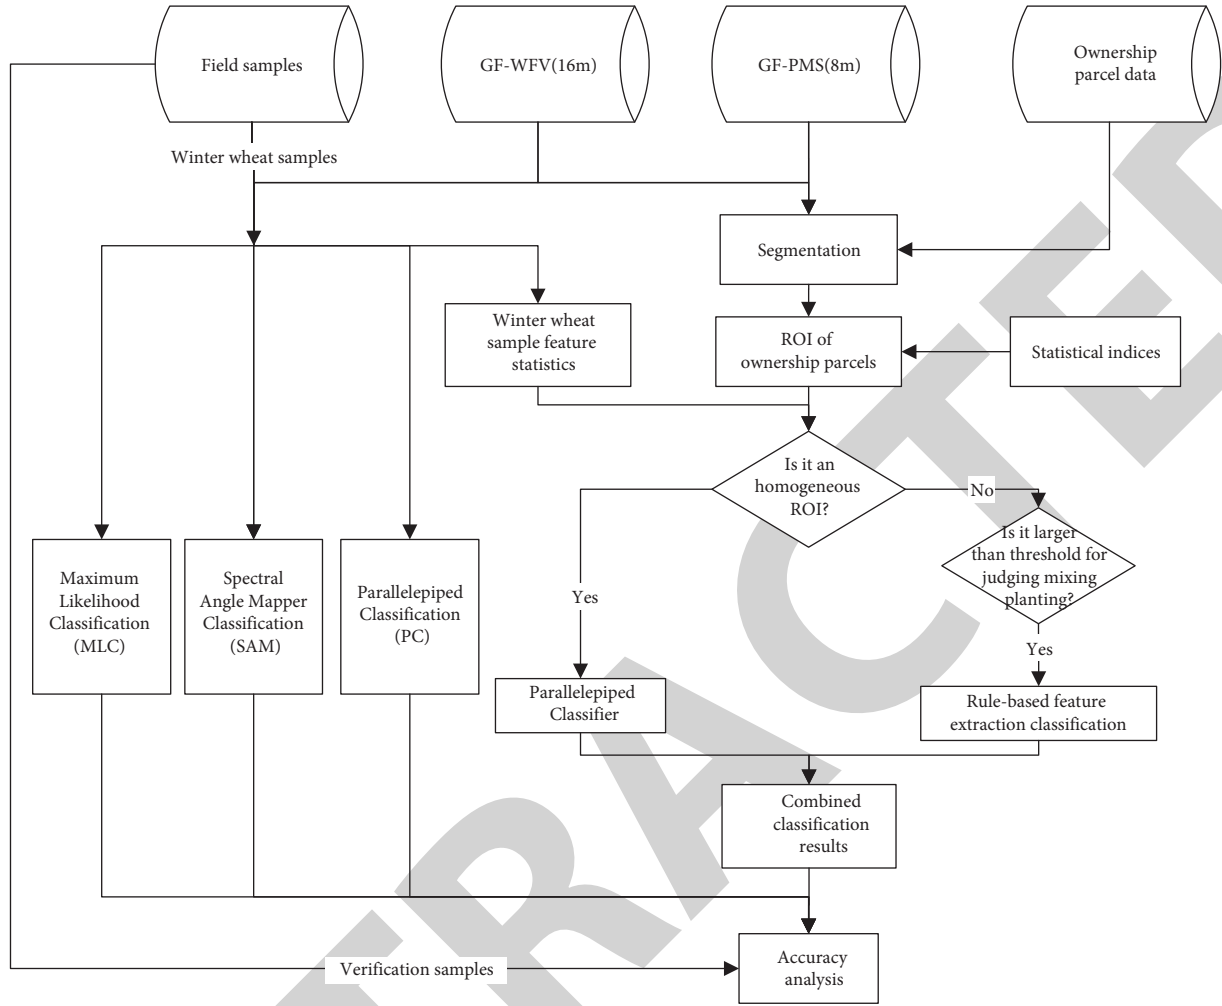 Field samples
GF-WFV(16m)
GF-PMS(8m)
Ownership
parcel data
Winter wheat samples
Segmentation
Winter wheat
sample feature
statistics
ROI of
ownership parcels
Statistical indices
Is it an
homogeneous
ROI?
No
Is it larger
than threshold for
judging mixing
planting?
Maximum
Likelihood
Classification
(MLC)
Spectral
Angle Mapper
Classification
(SAM)
Parallelepiped
Classification
(PC)
Yes
Yes
Parallelepiped
Classifier
Rule-based feature
extraction classification
Combined
classification
results
Accuracy
analysis
Verification samples
TRACTED